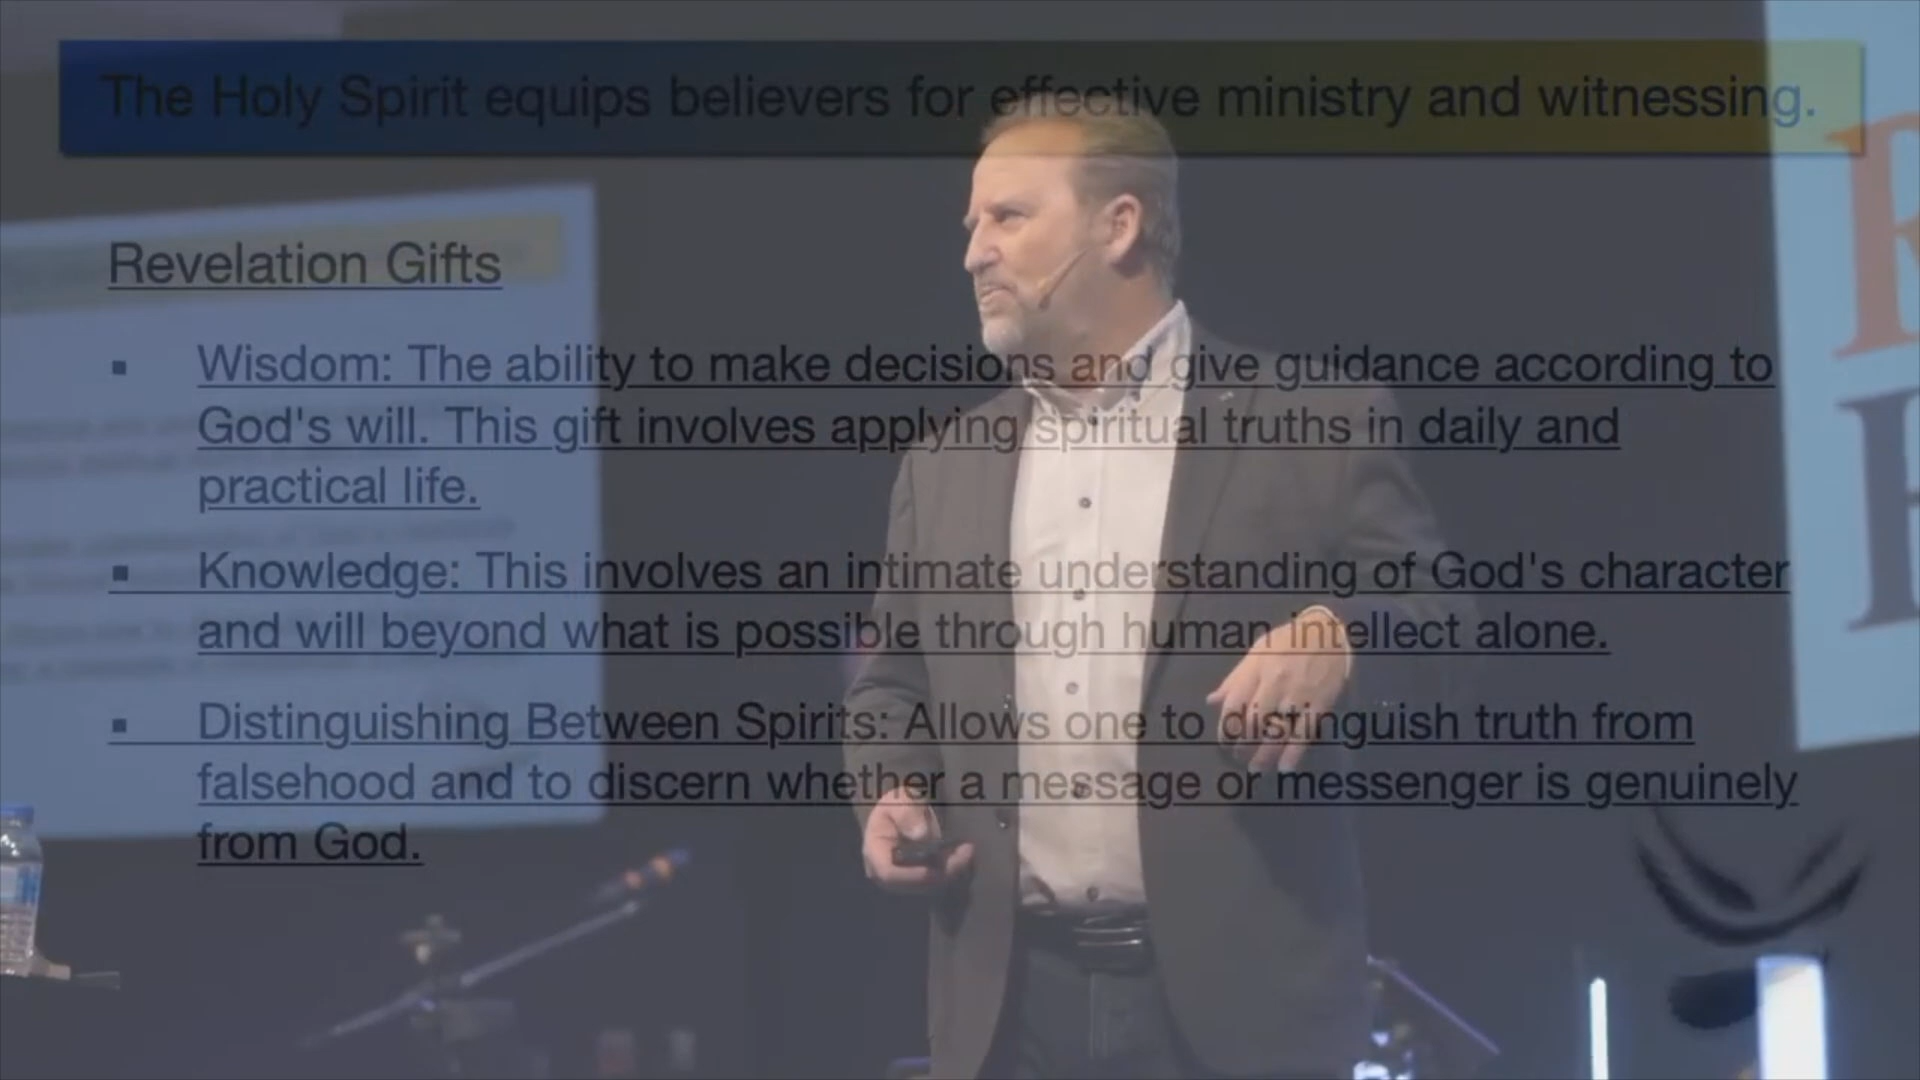 The Holy Spirit equips believers for effective ministry and witnessing.
Revelation Gifts
▪ Wisdom: The ability to make decisions and give guidance according to
God's will. This gift involves applying spiritual truths in daily and
practical life.
▪ Knowledge: This involves an intimate understanding of God's character
and will beyond what is possible through human intellect alone.
▪ Distinguishing Between Spirits: Allows one to distinguish truth from
falsehood and to discern whether a message or messenger is genuinely
from God.